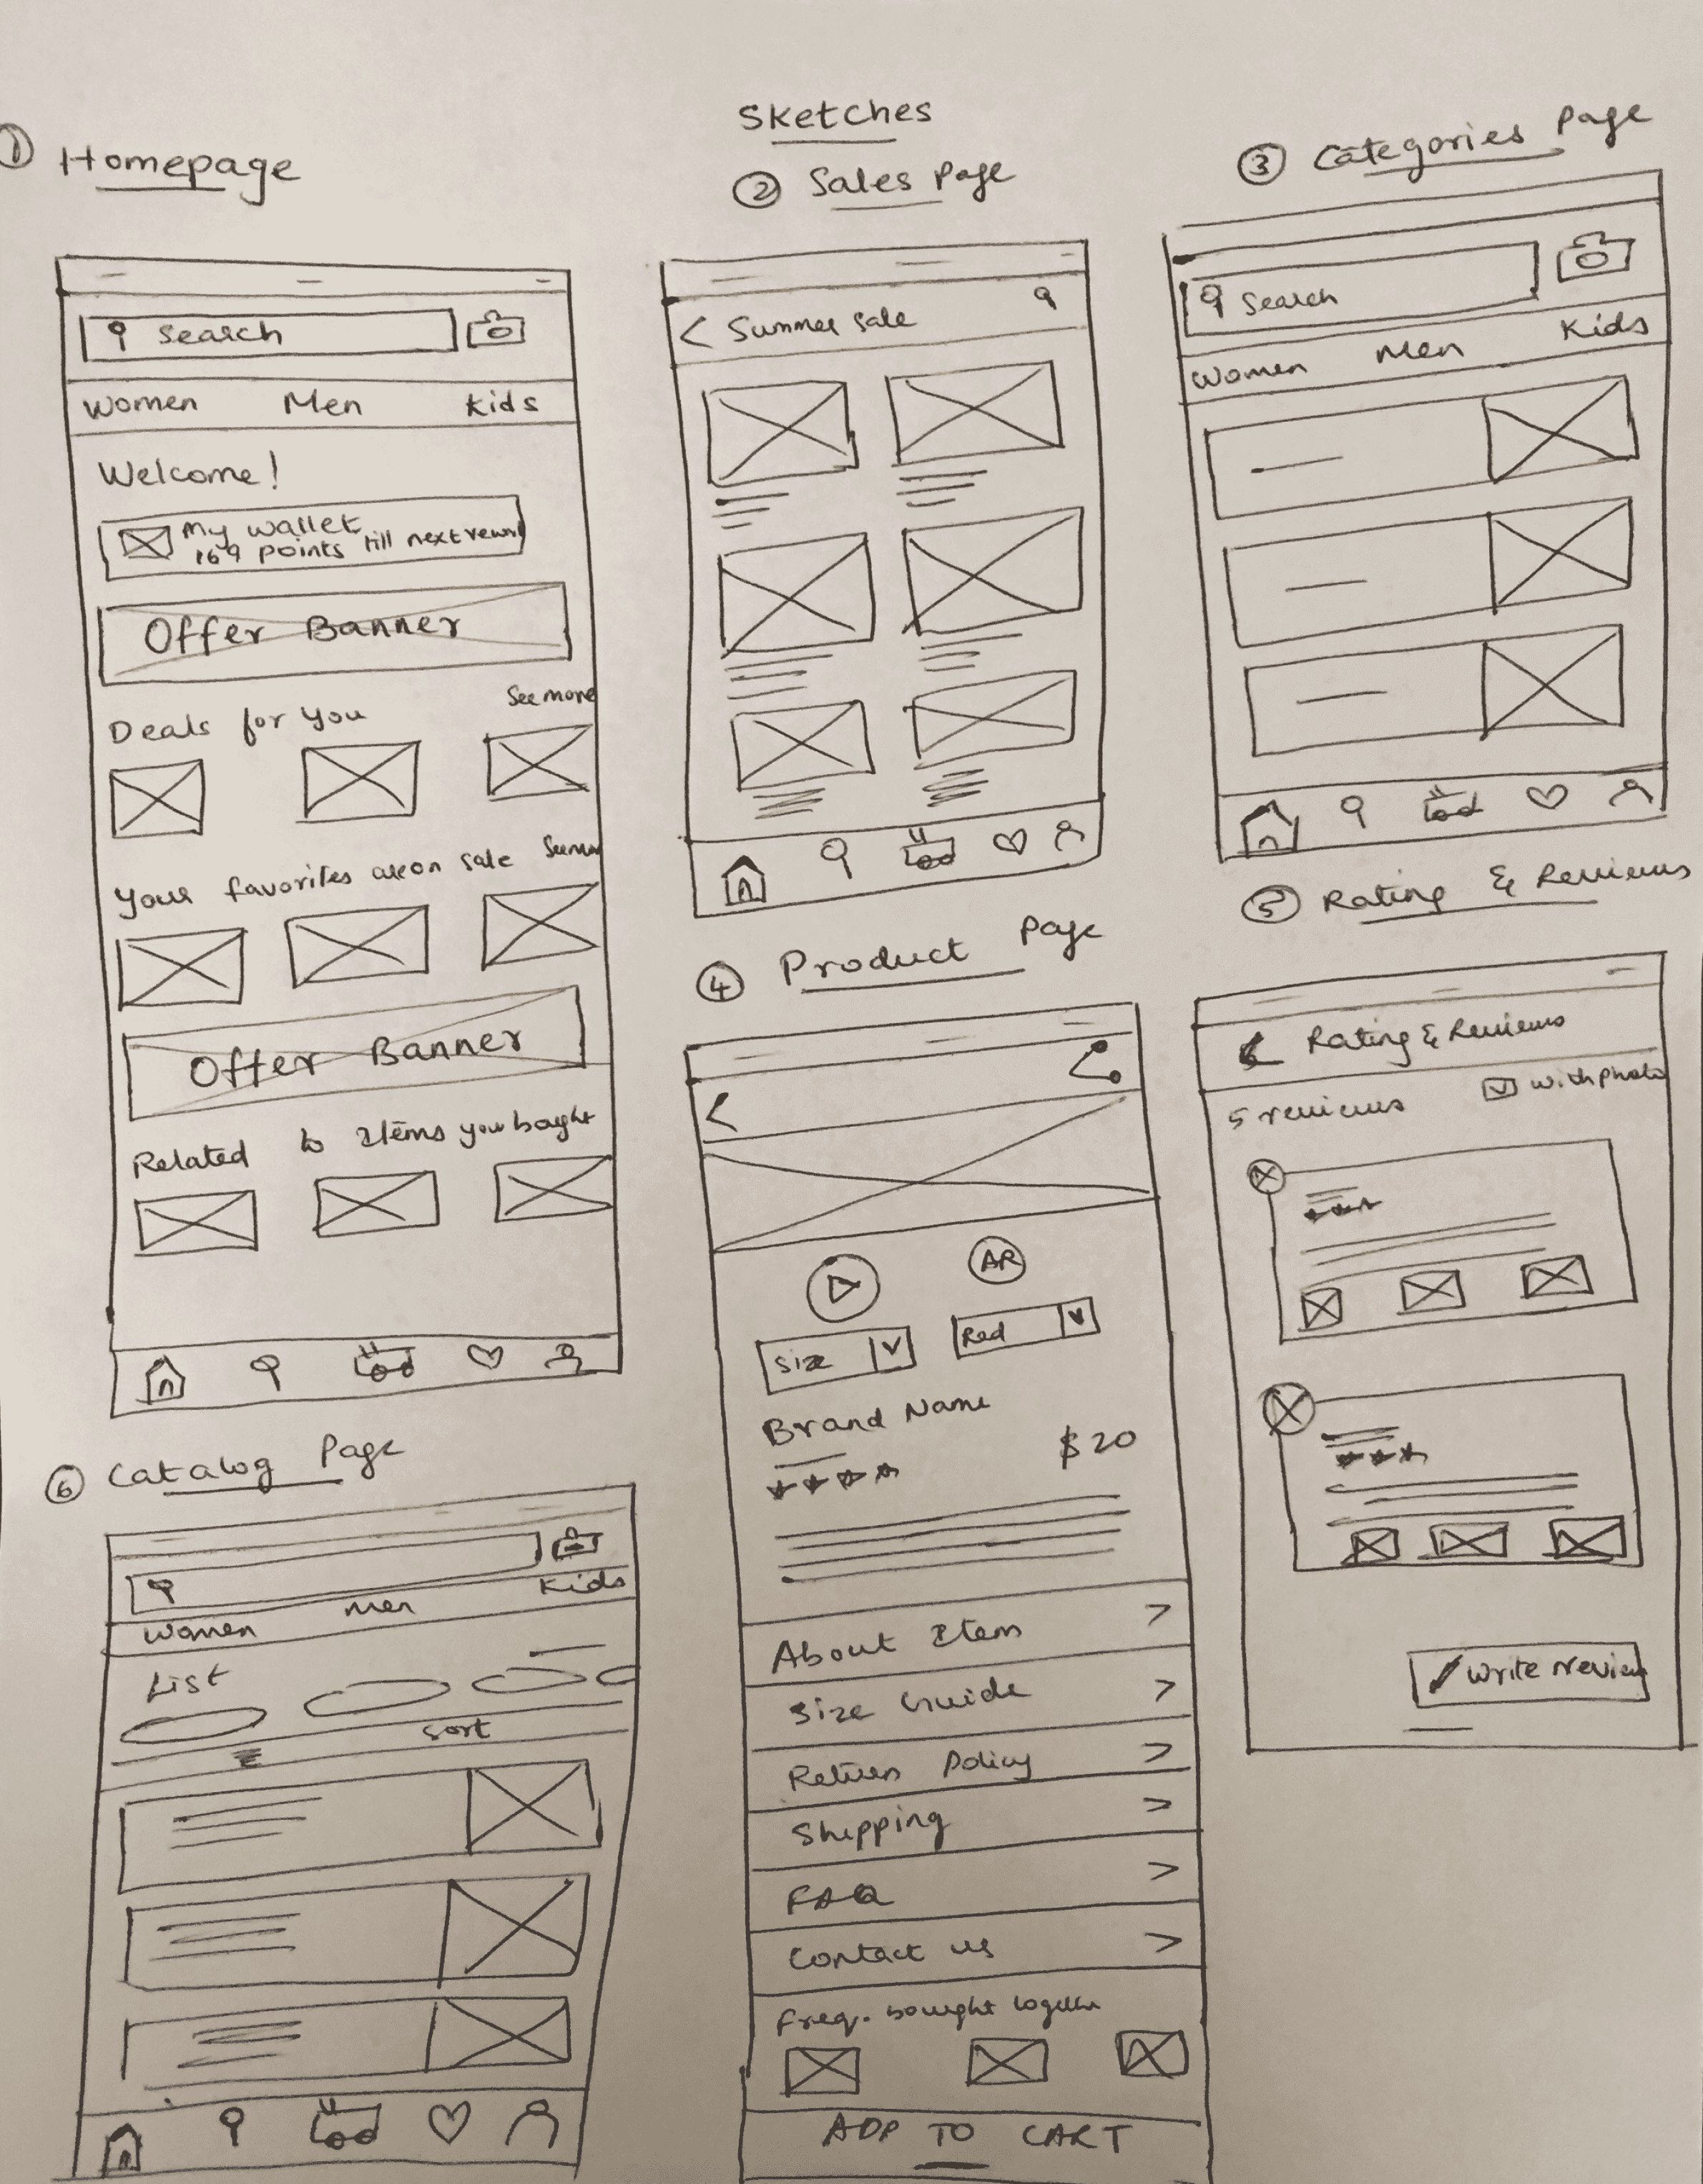 Sketches
① Homepage
Search
Women Men Kids
Welcome!
My wallet
169 points till next reward
Offer Banner
Deals for you See more
Your favorites are on sale See more
Offer Banner
Related to Items you bought
② Sales Page
< Summer sale
③ Categories Page
Search
Women Men Kids
④ Product Page
<
AR
Size Red
Brand Name
$20
About Item >
Size Guide >
Return Policy >
Shipping >
FAQ >
Contact us >
Freq. bought together
ADD TO CART
⑤ Rating & Reviews
< Rating & Reviews
5 reviews with photo
Write review
⑥ Catalog Page
Women Men Kids
List
Sort